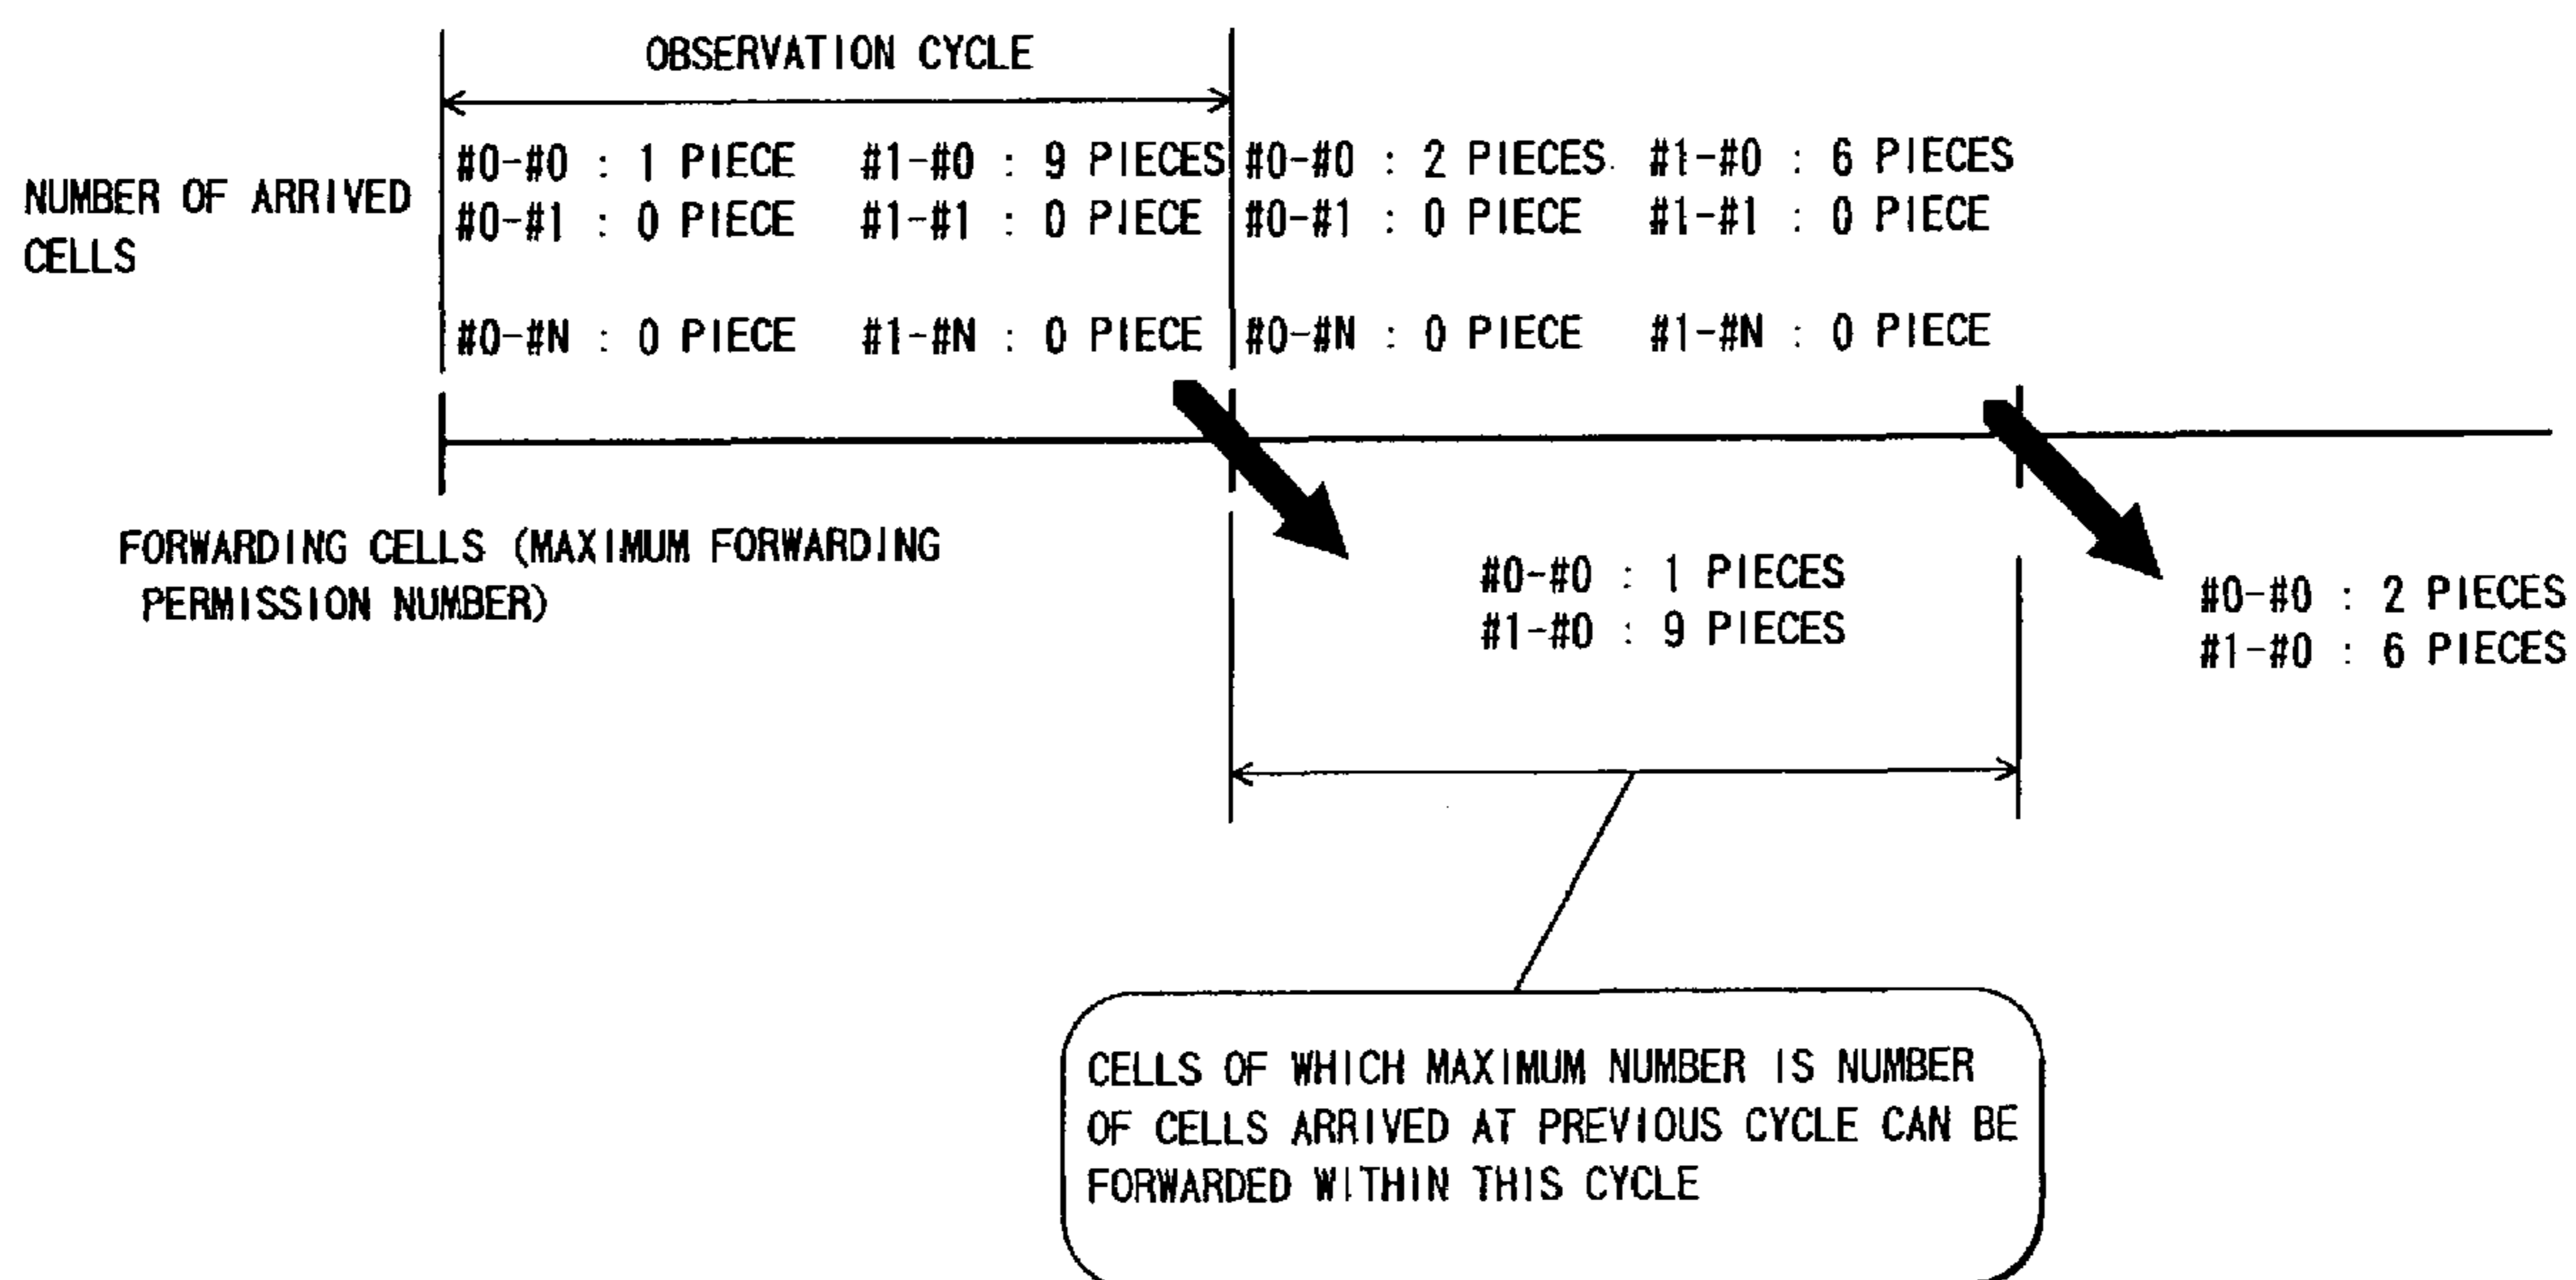 OBSERVATION CYCLE
NUMBER OF ARRIVED
CELLS
#0-#0 : 1 PIECE #1-#0 : 9 PIECES #0-#0 : 2 PIECES #1-#0 : 6 PIECES
#0-#1 : 0 PIECE #1-#1 : 0 PIECE #0-#1 : 0 PIECE #1-#1 : 0 PIECE
#0-#N : 0 PIECE #1-#N : 0 PIECE #0-#N : 0 PIECE #1-#N : 0 PIECE
FORWARDING CELLS (MAXIMUM FORWARDING
PERMISSION NUMBER)
#0-#0 : 1 PIECES
#1-#0 : 9 PIECES
#0-#0 : 2 PIECES
#1-#0 : 6 PIECES
CELLS OF WHICH MAXIMUM NUMBER IS NUMBER
OF CELLS ARRIVED AT PREVIOUS CYCLE CAN BE
FORWARDED WITHIN THIS CYCLE